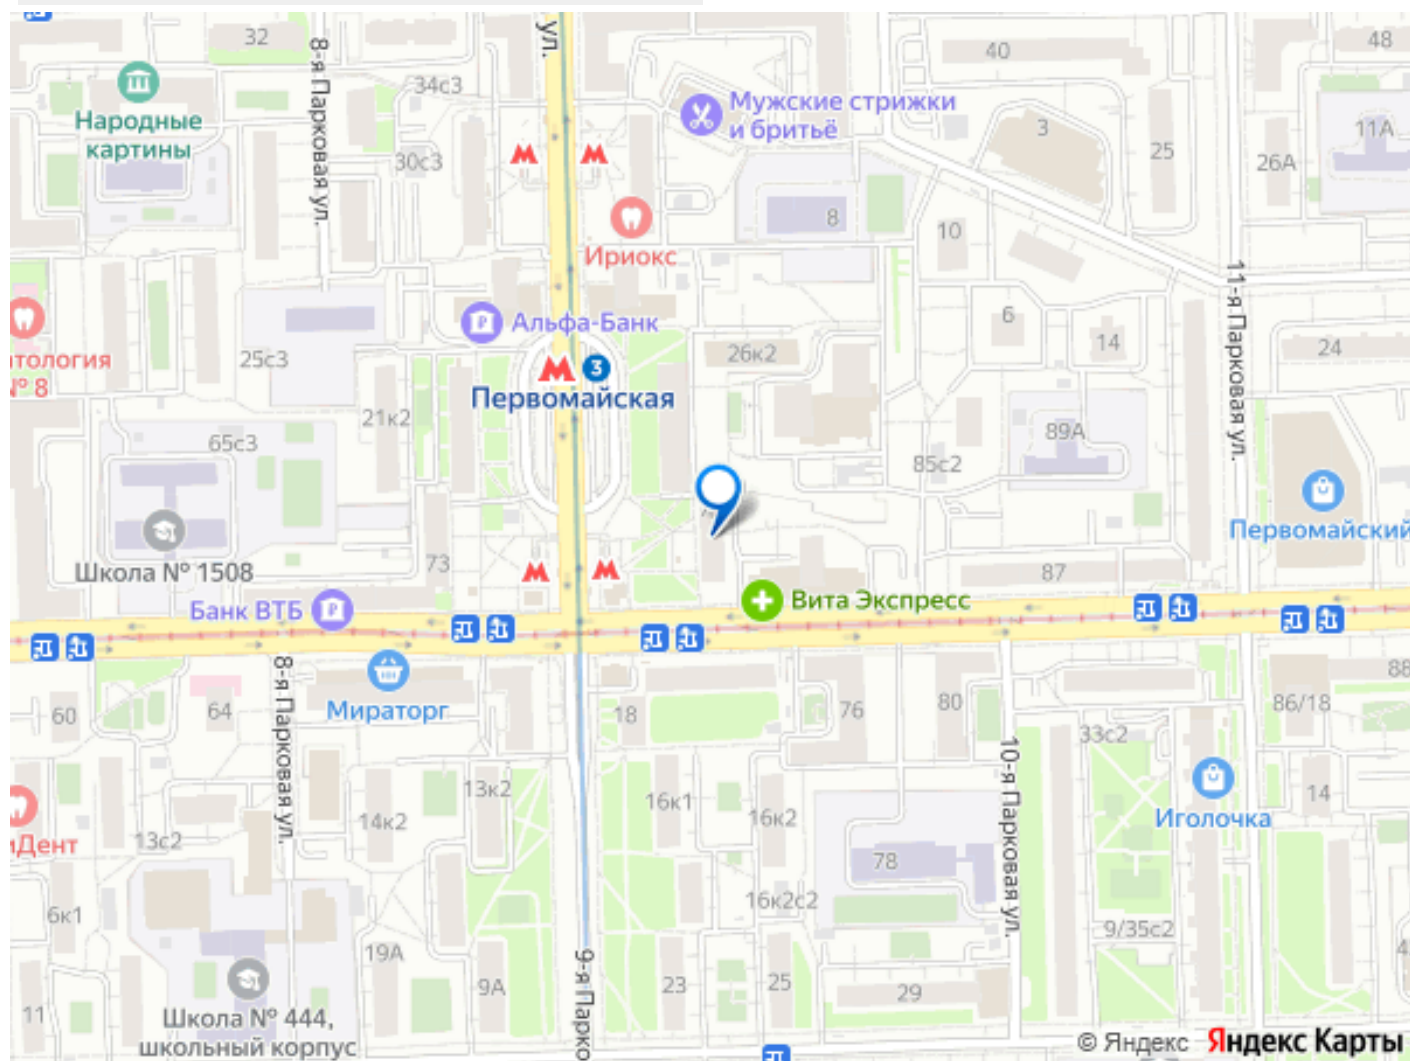 32
8-я Парковая ул.
34с3
ул.
40
48
Народные
картины
Мужские стрижки
и бритьё
3
25
11А
26А
30с3
8
10
Ириокс
11-я Парковая ул.
6
14
24
Альфа-Банк
26к2
атология
№ 8
25с3
3
Первомайская
21к2
65с3
89А
85с2
Первомайский
Школа № 1508
73
87
Банк ВТБ
Вита Экспресс
60
64
8-я Парковая ул.
Мираторг
18
76
80
86/18
88
33с2
10-я Парковая ул.
13к2
16к1
16к2
14к2
14
Иголочка
13с2
иДент
78
6к1
16к2с2
9/35с2
19А
9А
9-я Парко
23
25
29
4
11
Школа № 444,
школьный корпус
© Яндекс Яндекс Карты